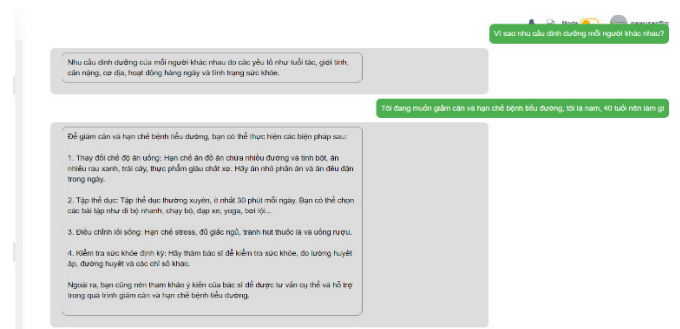 Mode
Vì sao nhu cầu dinh dưỡng mỗi người khác nhau?
Nhu cầu dinh dưỡng của mỗi người khác nhau do các yếu tố như tuổi tác, giới tính,
cân nặng, cơ địa, hoạt động hàng ngày và tình trạng sức khỏe.
Tôi đang muốn giảm cân và hạn chế bệnh tiểu đường, tôi là nam, 40 tuổi nên làm gì
Để giảm cân và hạn chế bệnh tiểu đường, bạn có thể thực hiện các biện pháp sau:
1. Thay đổi chế độ ăn uống: Hạn chế ăn đồ ăn chứa nhiều đường và tinh bột, ăn
nhiều rau xanh, trái cây, thực phẩm giàu chất xơ. Hãy ăn nhỏ phần ăn và ăn đều đặn
trong ngày.
2. Tập thể dục: Tập thể dục thường xuyên, ít nhất 30 phút mỗi ngày. Bạn có thể chọn
các bài tập như đi bộ nhanh, chạy bộ, đạp xe, yoga, bơi lội...
3. Điều chỉnh lối sống: Hạn chế stress, đủ giấc ngủ, tránh hút thuốc lá và uống rượu.
4. Kiểm tra sức khỏe định kỳ: Hãy thăm bác sĩ để kiểm tra sức khỏe, đo lường huyết
áp, đường huyết và các chỉ số khác.
Ngoài ra, bạn cũng nên tham khảo ý kiến của bác sĩ để được tư vấn cụ thể và hỗ trợ
trong quá trình giảm cân và hạn chế bệnh tiểu đường.